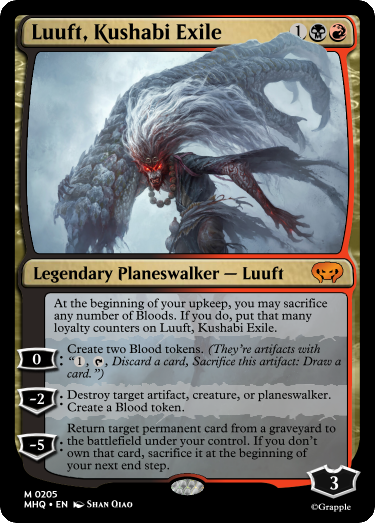 Luuft, Kushabi Exile 1
Legendary Planeswalker — Luuft
At the beginning of your upkeep, you may sacrifice
any number of Bloods. If you do, put that many
loyalty counters on Luuft, Kushabi Exile.
0 : Create two Blood tokens. (They're artifacts with
"1, , Discard a card, Sacrifice this artifact: Draw a
card.")
-2 : Destroy target artifact, creature, or planeswalker.
Create a Blood token.
-5 : Return target permanent card from a graveyard to
the battlefield under your control. If you don't
own that card, sacrifice it at the beginning of
your next end step.
3
M 0205
MHQ • EN Shan Qiao
©Grapple